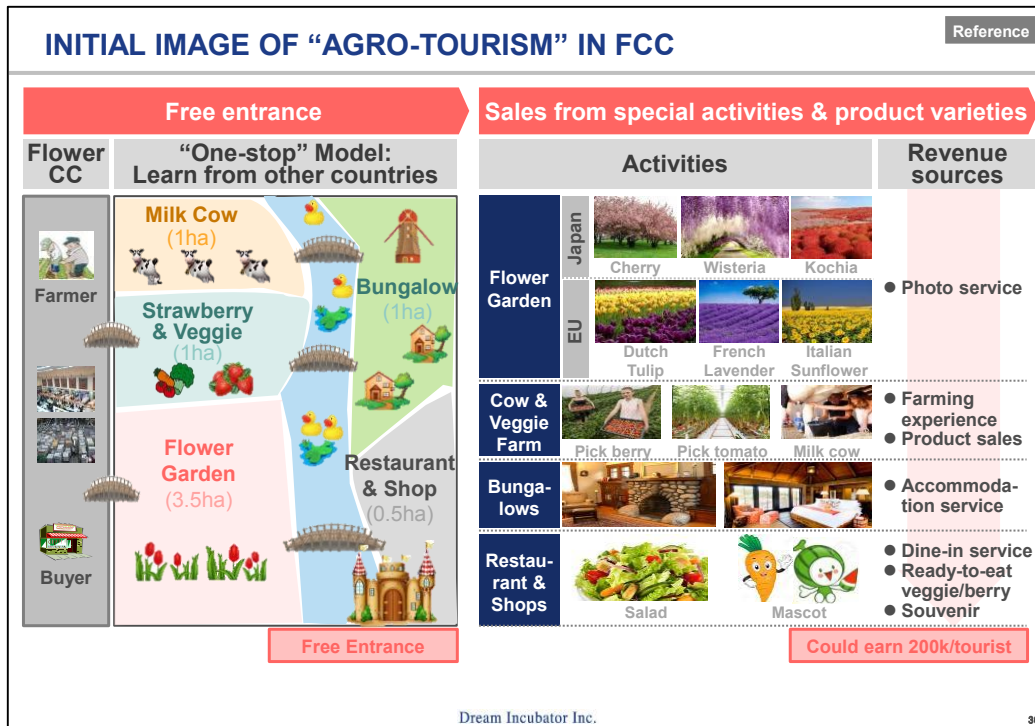 INITIAL IMAGE OF “AGRO-TOURISM” IN FCC
Reference
Free entrance
Sales from special activities & product varieties
Flower
CC
“One-stop” Model:
Learn from other countries
Activities
Revenue
sources
Farmer
Buyer
Milk Cow
(1ha)
Strawberry
& Veggie
(1ha)
Flower
Garden
(3.5ha)
Bungalow
(1ha)
Restaurant
& Shop
(0.5ha)
Free Entrance
Flower
Garden
Japan
Cherry
Wisteria
Kochia
EU
Dutch
Tulip
French
Lavender
Italian
Sunflower
● Photo service
Cow &
Veggie
Farm
Pick berry
Pick tomato
Milk cow
● Farming
experience
● Product sales
Bunga-
lows
● Accommoda-
tion service
Restau-
rant &
Shops
Salad
Mascot
● Dine-in service
● Ready-to-eat
veggie/berry
● Souvenir
Could earn 200k/tourist
Dream Incubator Inc.